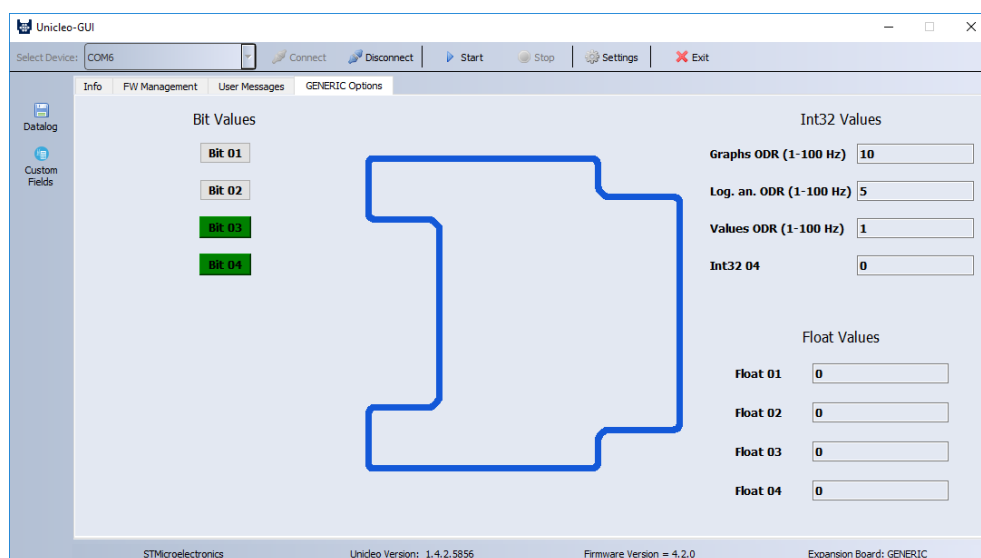 Unicleo-GUI
Select Device: COM6 Connect Disconnect Start Stop Settings Exit
Info FW Management User Messages GENERIC Options
Datalog
Custom
Fields
Bit Values
Bit 01
Bit 02
Bit 03
Bit 04
Int32 Values
Graphs ODR (1-100 Hz) 10
Log. an. ODR (1-100 Hz) 5
Values ODR (1-100 Hz) 1
Int32 04 0
Float Values
Float 01 0
Float 02 0
Float 03 0
Float 04 0
STMicroelectronics Unicleo Version: 1.4.2.5856 Firmware Version = 4.2.0 Expansion Board: GENERIC